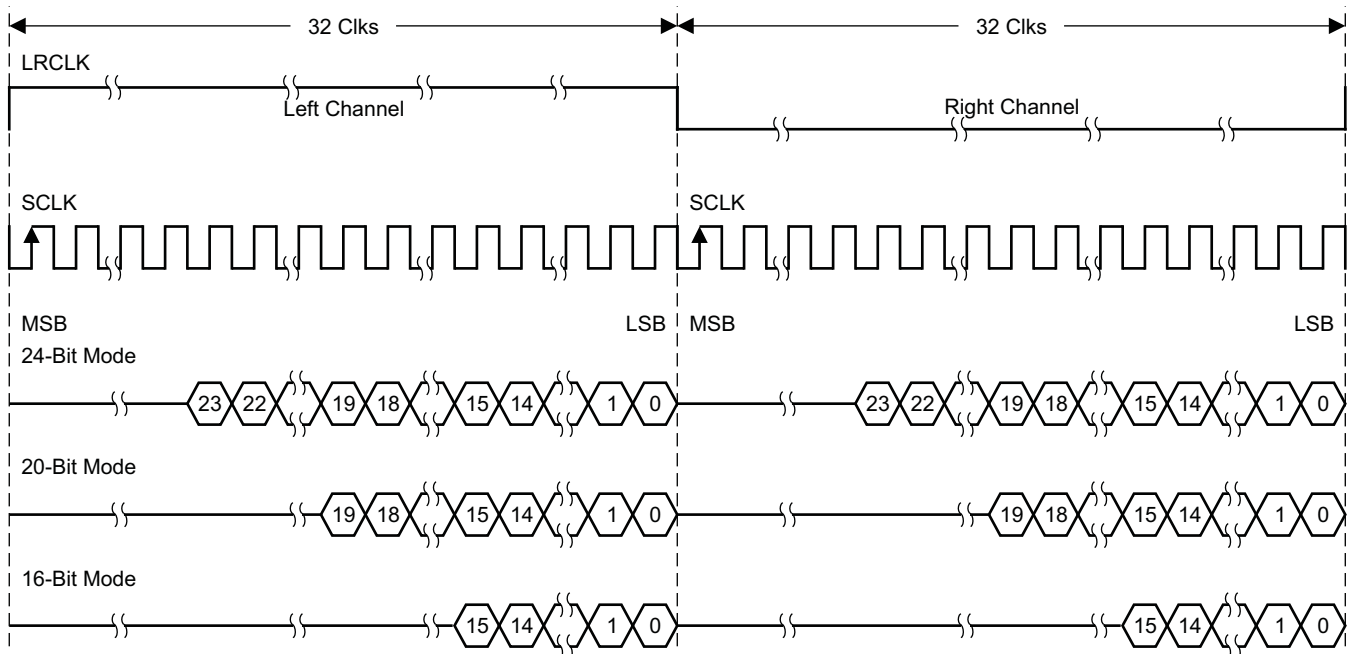 32 Clks 32 Clks
LRCLK
Left Channel Right Channel
SCLK SCLK
MSB LSB MSB LSB
24-Bit Mode
23 22 19 18 15 14 1 0 23 22 19 18 15 14 1 0
20-Bit Mode
19 18 15 14 1 0 19 18 15 14 1 0
16-Bit Mode
15 14 1 0 15 14 1 0